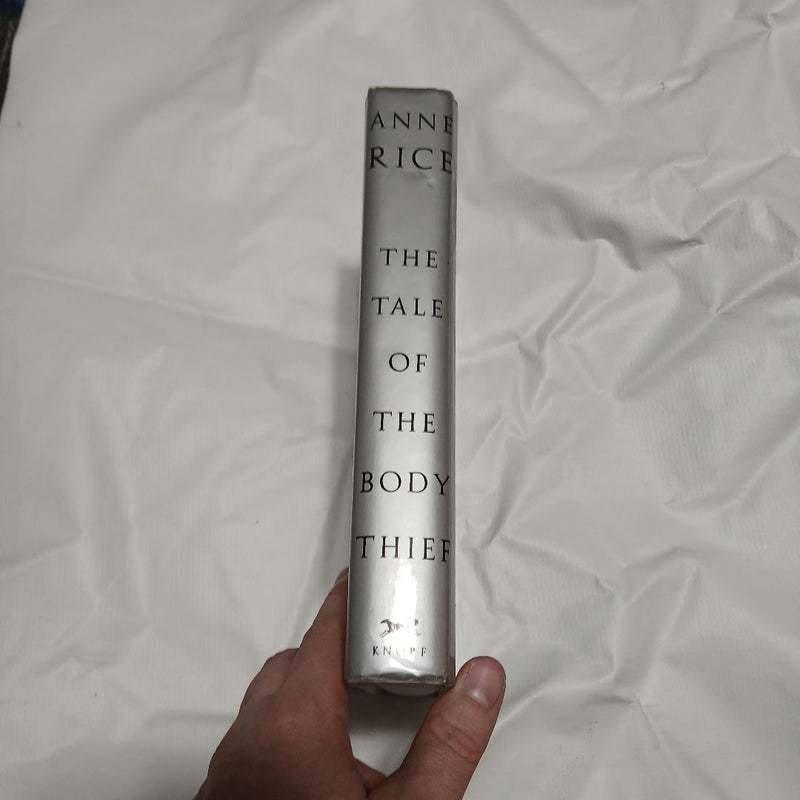 ANNE
RICE
THE
TALE
OF
THE
BODY
THIEF
KNOPF